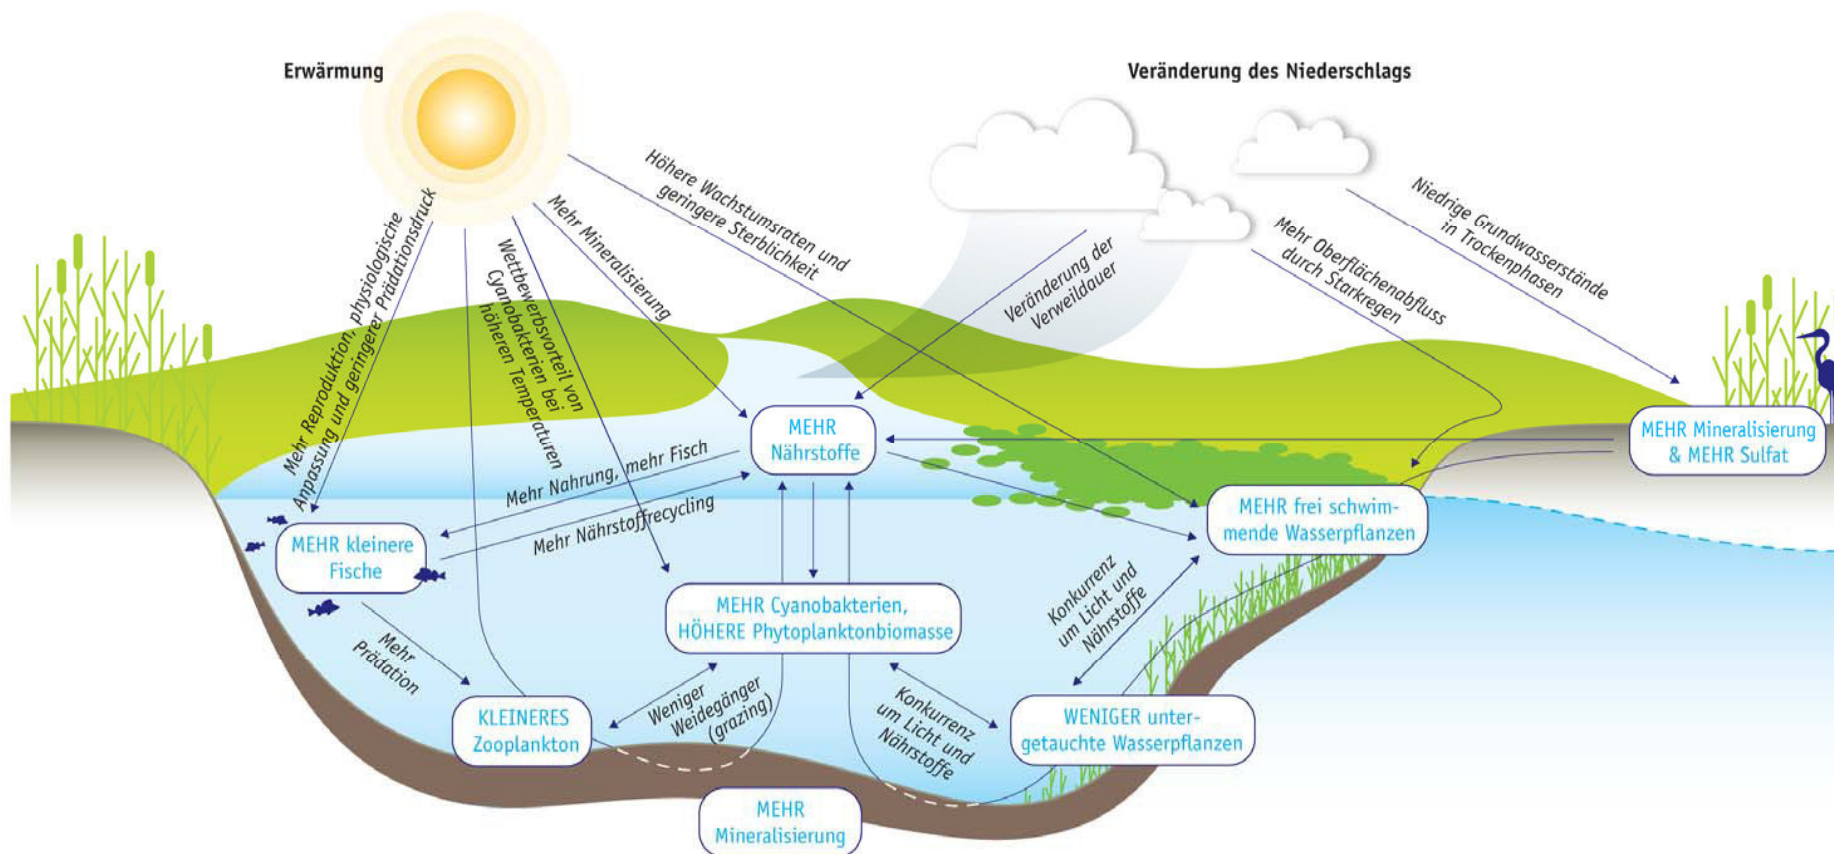 Erwärmung
Veränderung des Niederschlags
Mehr Reproduktion, physiologische
Anpassung und geringerer Prädationsdruck
Wettbewerbsvorteil von
Cyanobakterien bei
höheren Temperaturen
Mehr Mineralisierung
Höhere Wachstumsraten und
geringere Sterblichkeit
Veränderung der
Verweildauer
Mehr Oberflächenabfluss
durch Starkregen
Niedrige Grundwasserstände
in Trockenphasen
MEHR
Nährstoffe
MEHR Mineralisierung
& MEHR Sulfat
Mehr Nahrung, mehr Fisch
Mehr Nährstoffrecycling
MEHR frei schwim-
mende Wasserpflanzen
MEHR kleinere
Fische
MEHR Cyanobakterien,
HÖHERE Phytoplanktonbiomasse
Konkurrenz
um Licht und
Nährstoffe
Mehr
Prädation
Weniger
Weidegänger
(grazing)
Konkurrenz
um Licht und
Nährstoffe
KLEINERES
Zooplankton
WENIGER unter-
getauchte Wasserpflanzen
MEHR
Mineralisierung